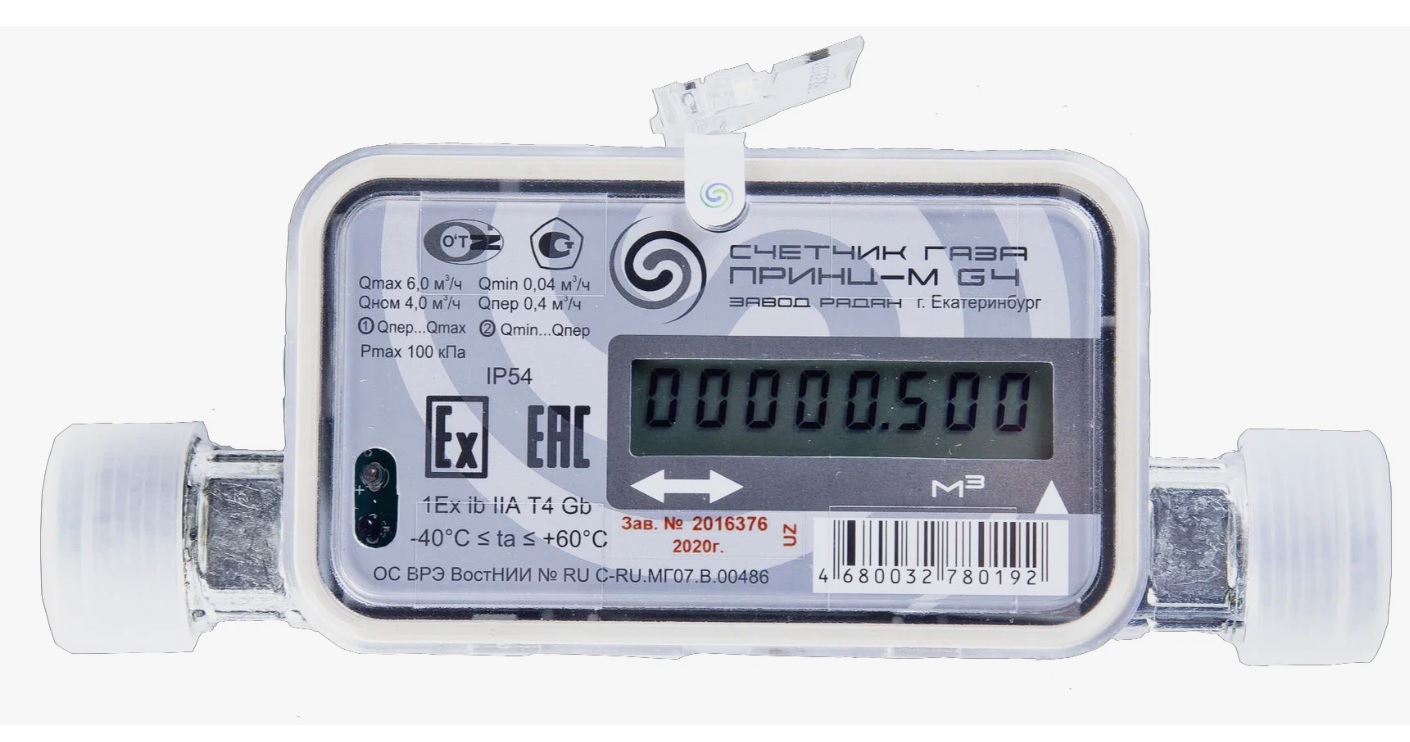 O'TAZ
СЧЕТЧИК ГАЗА
ПРИНЦ-М G4
ЗАВОД РАДАН г. Екатеринбург
Qmax 6,0 м³/ч Qmin 0,04 м³/ч
Qном 4,0 м³/ч Qпер 0,4 м³/ч
① Qпер...Qmax ② Qmin...Qпер
Pmax 100 кПа
IP54
00000.500
Ex EAC
м³
1Ex ib IIA T4 Gb
-40°C ≤ ta ≤ +60°C
Зав. № 2016376
2020г.
UZ
ОС ВРЭ ВостНИИ № RU C-RU.МГ07.В.00486
4 680032 780192